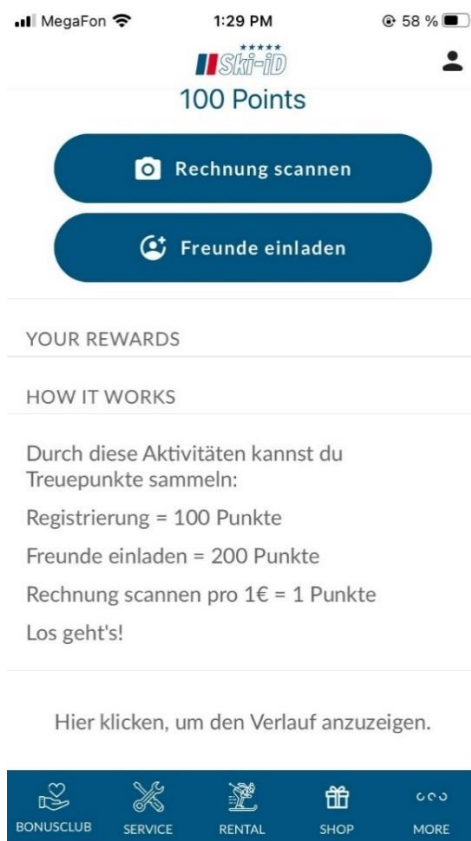 MegaFon 1:29 PM 58 %
Ski-iD
100 Points
Rechnung scannen
Freunde einladen
YOUR REWARDS
HOW IT WORKS
Durch diese Aktivitäten kannst du
Treuepunkte sammeln:
Registrierung = 100 Punkte
Freunde einladen = 200 Punkte
Rechnung scannen pro 1€ = 1 Punkte
Los geht's!
Hier klicken, um den Verlauf anzuzeigen.
BONUSCLUB SERVICE RENTAL SHOP MORE